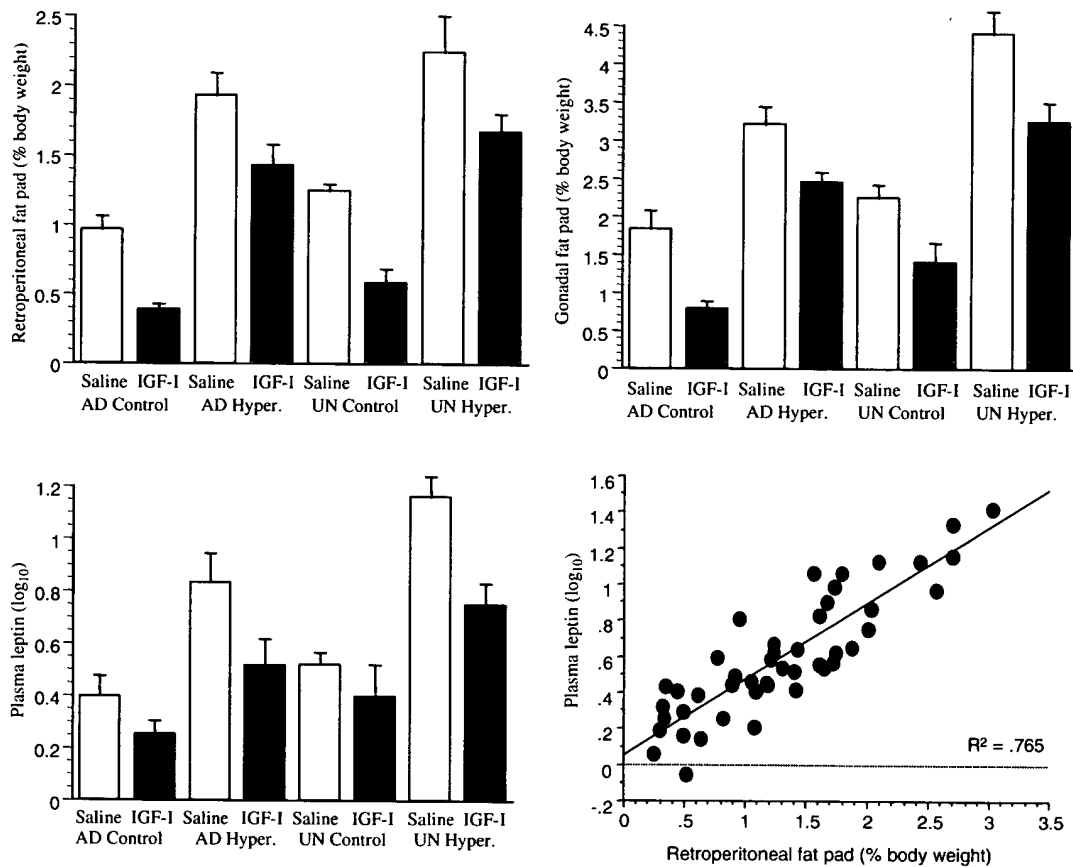 Retroperitoneal fat pad (% body weight)
2.5
2
1.5
1
0.5
0
Saline IGF-I Saline IGF-I Saline IGF-I Saline IGF-I
AD Control AD Hyper. UN Control UN Hyper.
Gonadal fat pad (% body weight)
4.5
4
3.5
3
2.5
2
1.5
1
0.5
0
Saline IGF-I Saline IGF-I Saline IGF-I Saline IGF-I
AD Control AD Hyper. UN Control UN Hyper.
Plasma leptin (log10)
1.2
0.8
0.6
0.4
0.2
0
Saline IGF-I Saline IGF-I Saline IGF-I Saline IGF-I
AD Control AD Hyper. UN Control UN Hyper.
Plasma leptin (log10)
1.6
1.4
1.2
1
.8
.6
.4
.2
0
-.2
R2 = .765
0 .5 1 1.5 2 2.5 3 3.5
Retroperitoneal fat pad (% body weight)